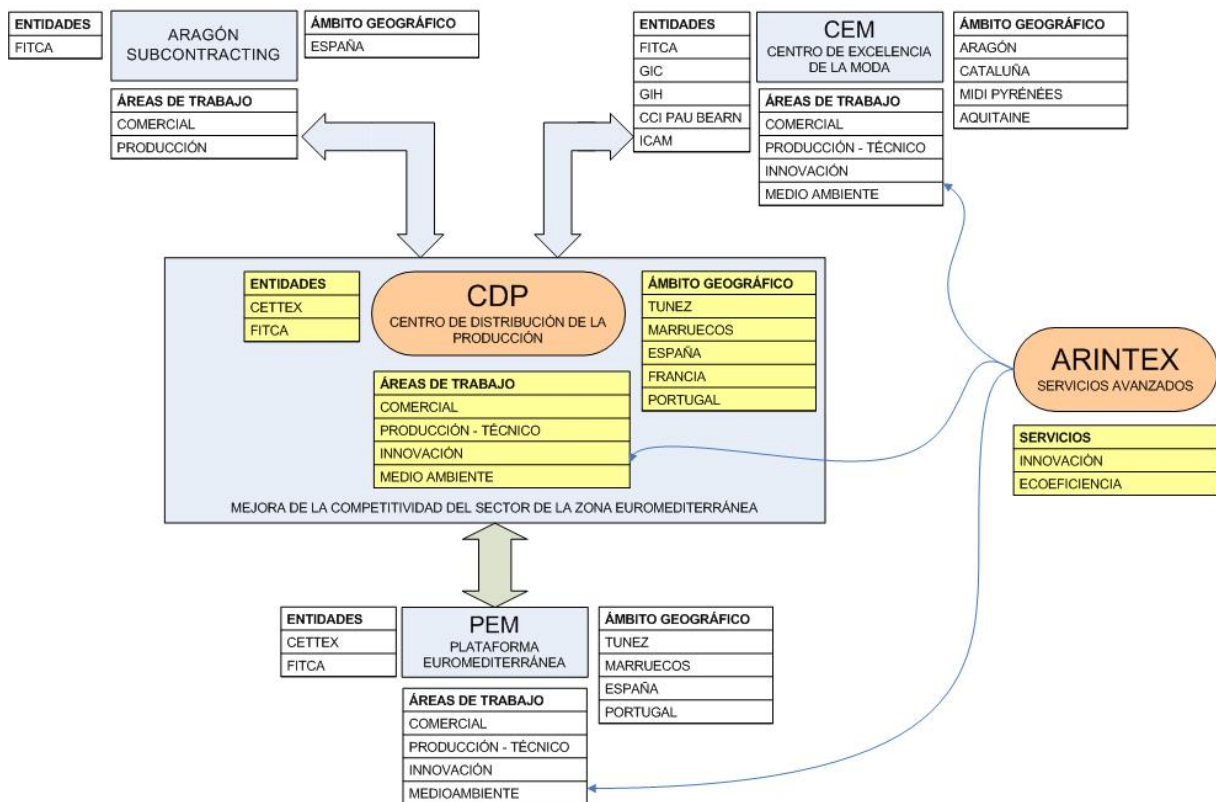 ENTIDADES
FITCA
ARAGÓN
SUBCONTRACTING
ÁMBITO GEOGRÁFICO
ESPAÑA
ÁREAS DE TRABAJO
COMERCIAL
PRODUCCIÓN
ENTIDADES
FITCA
GIC
GIH
CCI PAU BEARN
ICAM
CEM
CENTRO DE EXCELENCIA
DE LA MODA
ÁREAS DE TRABAJO
COMERCIAL
PRODUCCIÓN - TÉCNICO
INNOVACIÓN
MEDIO AMBIENTE
ÁMBITO GEOGRÁFICO
ARAGÓN
CATALUÑA
MIDI PYRÉNÉES
AQUITAINE
ENTIDADES
CETTEX
FITCA
CDP
CENTRO DE DISTRIBUCIÓN DE LA
PRODUCCIÓN
ÁMBITO GEOGRÁFICO
TUNEZ
MARRUECOS
ESPAÑA
FRANCIA
PORTUGAL
ÁREAS DE TRABAJO
COMERCIAL
PRODUCCIÓN - TÉCNICO
INNOVACIÓN
MEDIO AMBIENTE
MEJORA DE LA COMPETITIVIDAD DEL SECTOR DE LA ZONA EUROMEDITERRÁNEA
ARINTEX
SERVICIOS AVANZADOS
SERVICIOS
INNOVACIÓN
ECOEFICIENCIA
ENTIDADES
CETTEX
FITCA
PEM
PLATAFORMA
EUROMEDITERRÁNEA
ÁMBITO GEOGRÁFICO
TUNEZ
MARRUECOS
ESPAÑA
PORTUGAL
ÁREAS DE TRABAJO
COMERCIAL
PRODUCCIÓN - TÉCNICO
INNOVACIÓN
MEDIOAMBIENTE